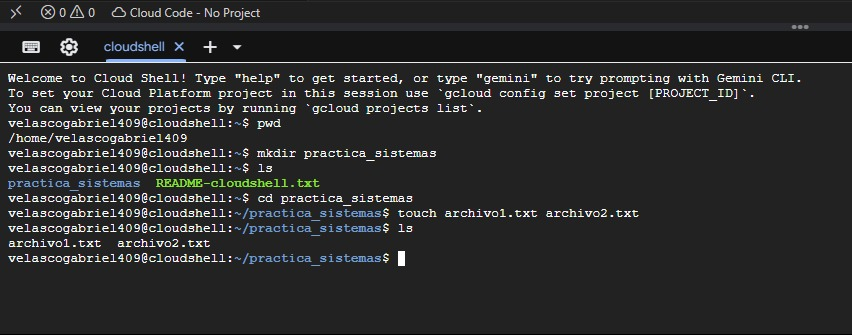 0 0 Cloud Code - No Project
cloudshell
Welcome to Cloud Shell! Type "help" to get started, or type "gemini" to try prompting with Gemini CLI.
To set your Cloud Platform project in this session use `gcloud config set project [PROJECT_ID]`.
You can view your projects by running `gcloud projects list`.
velascogabriel409@cloudshell:~$ pwd
/home/velascogabriel409
velascogabriel409@cloudshell:~$ mkdir practica_sistemas
velascogabriel409@cloudshell:~$ ls
practica_sistemas  README-cloudshell.txt
velascogabriel409@cloudshell:~$ cd practica_sistemas
velascogabriel409@cloudshell:~/practica_sistemas$ touch archivo1.txt archivo2.txt
velascogabriel409@cloudshell:~/practica_sistemas$ ls
archivo1.txt  archivo2.txt
velascogabriel409@cloudshell:~/practica_sistemas$